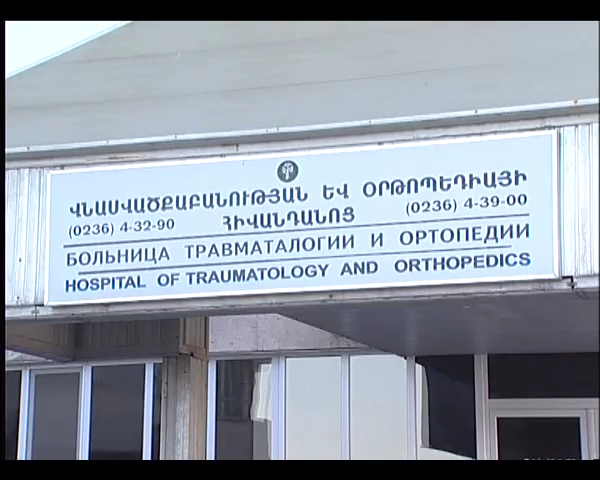 ՎՆԱՍՎԱԾՔԱԲԱՆՈՒԹՅԱՆ ԵՎ ՕՐԹՈՊԵԴԻԱՅԻ
(0236) 4-32-90 ՀԻՎԱՆԴԱՆՈՑ (0236) 4-39-00
БОЛЬНИЦА ТРАВМАТАЛОГИИ И ОРТОПЕДИИ
HOSPITAL OF TRAUMATOLOGY AND ORTHOPEDICS